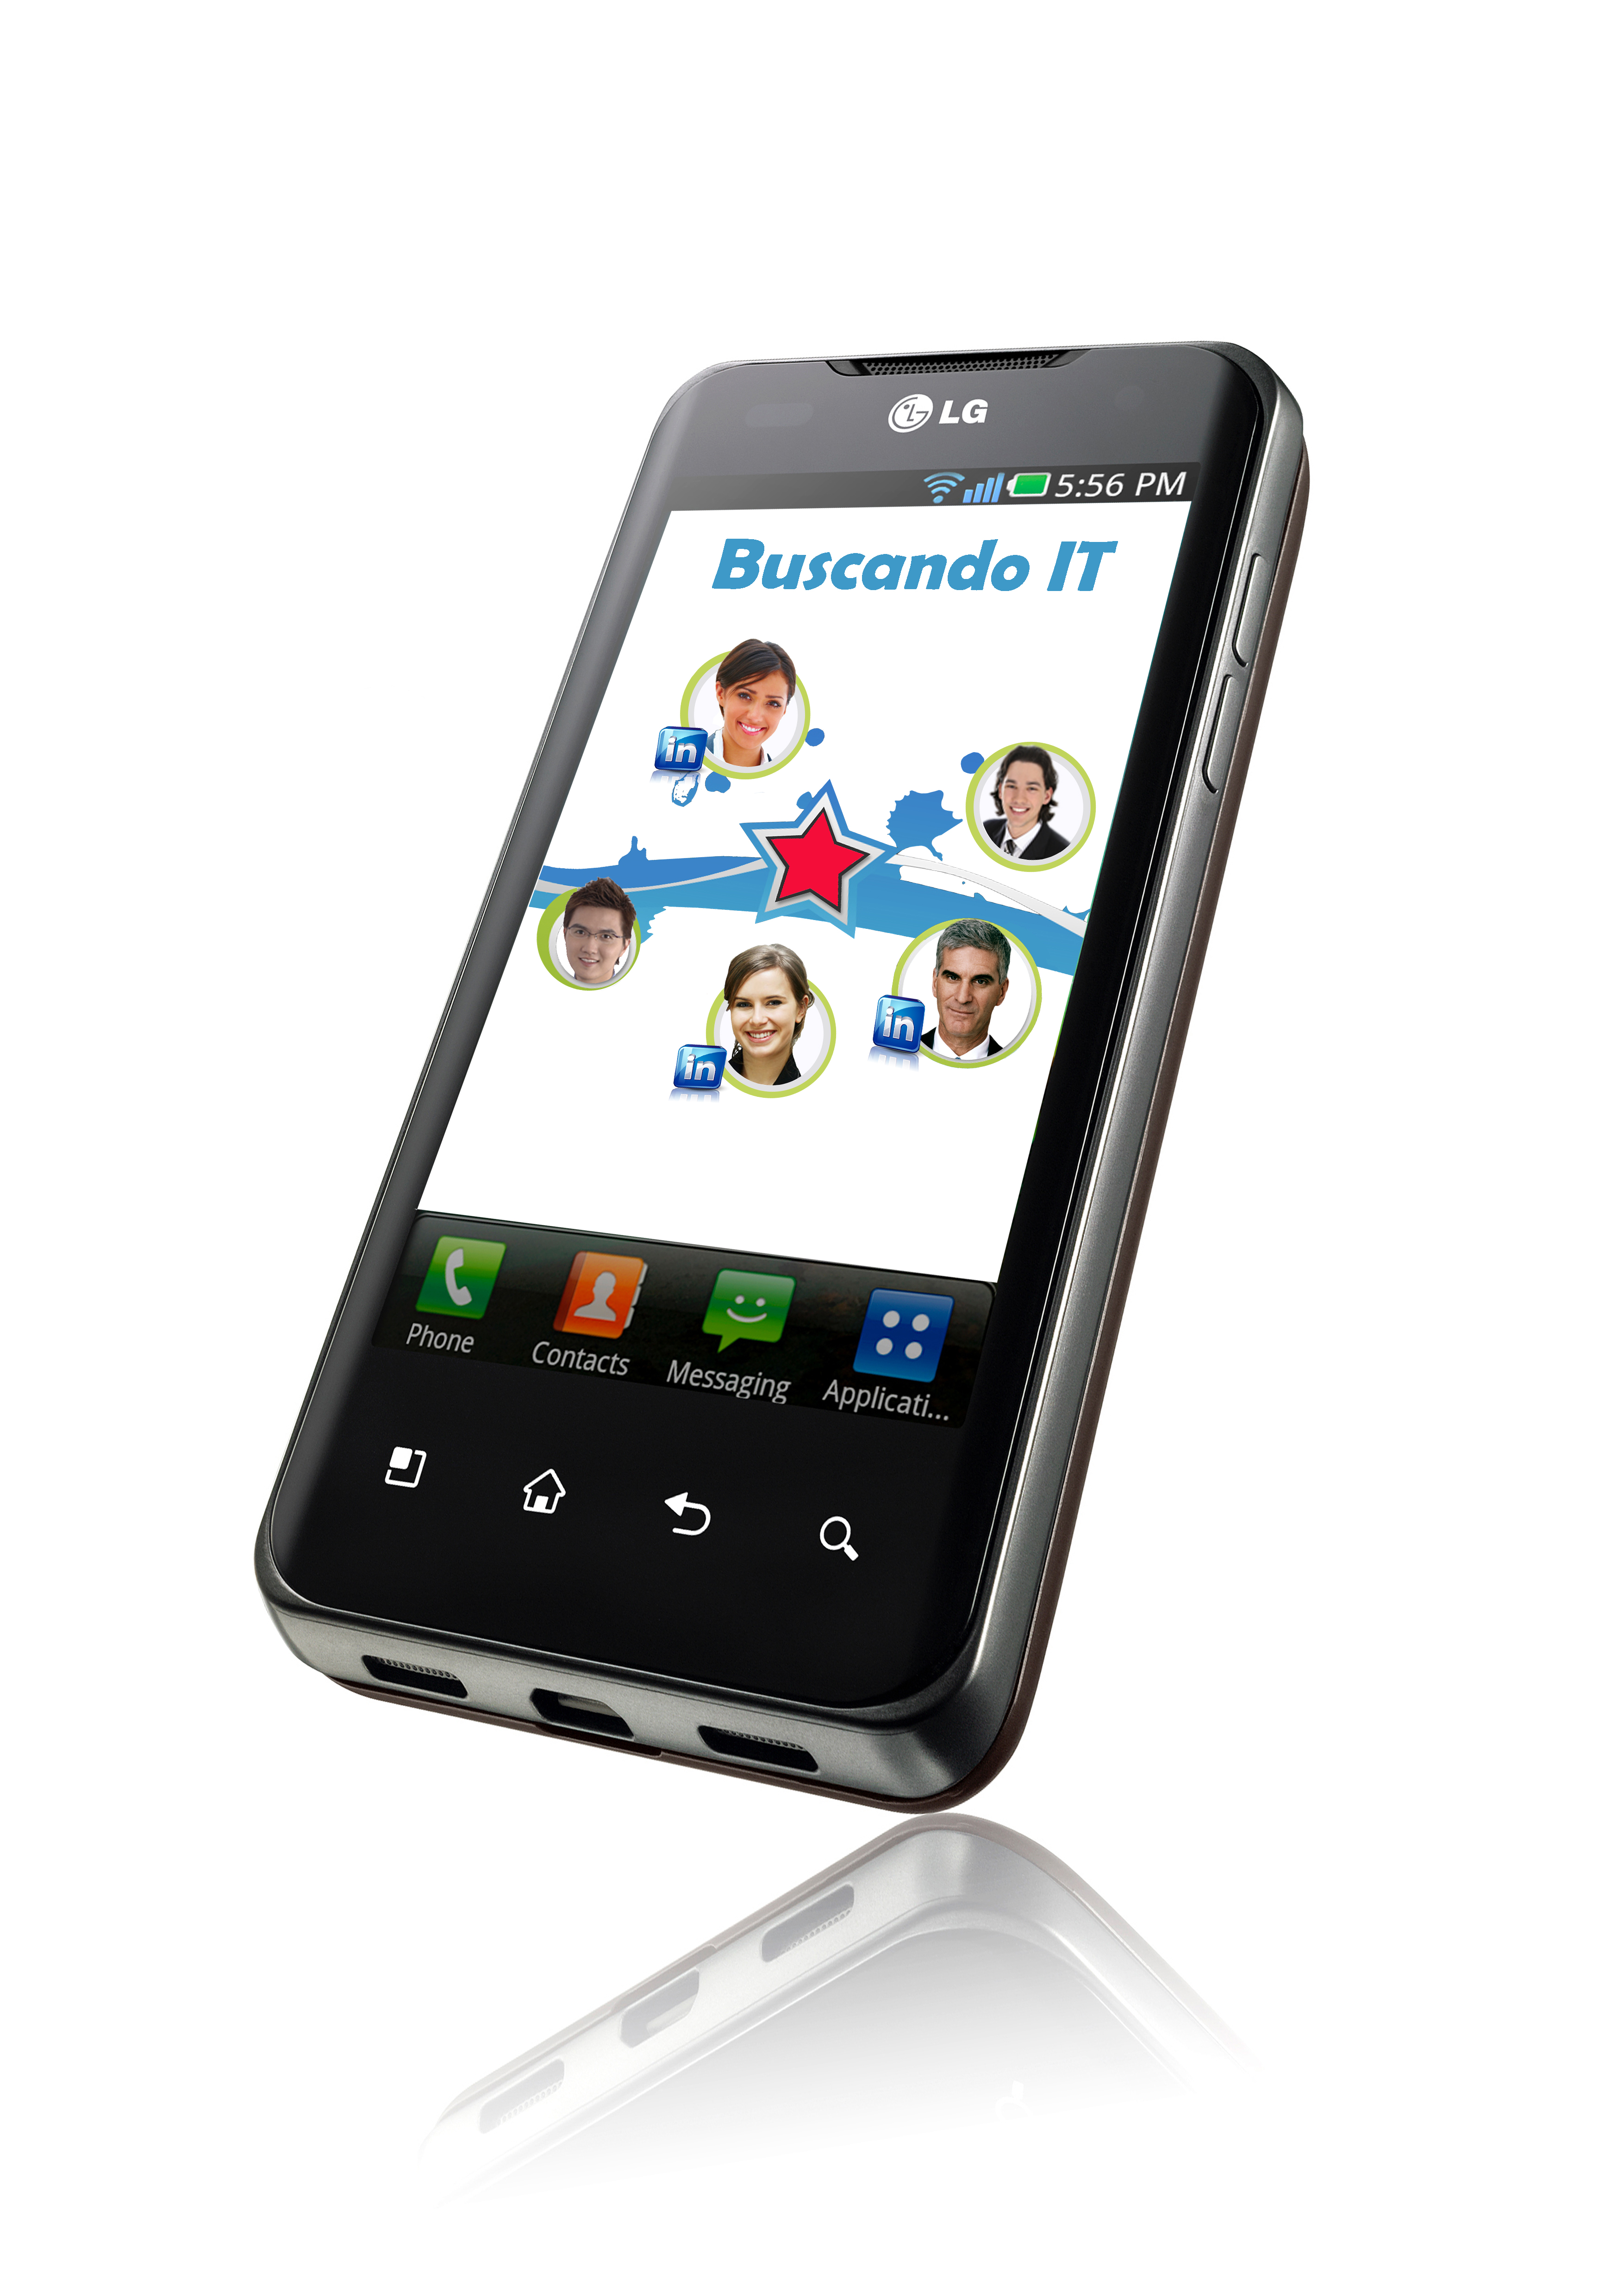 LG
5:56 PM
Buscando IT
in
in
in
Phone
Contacts
Messaging
Applicati...